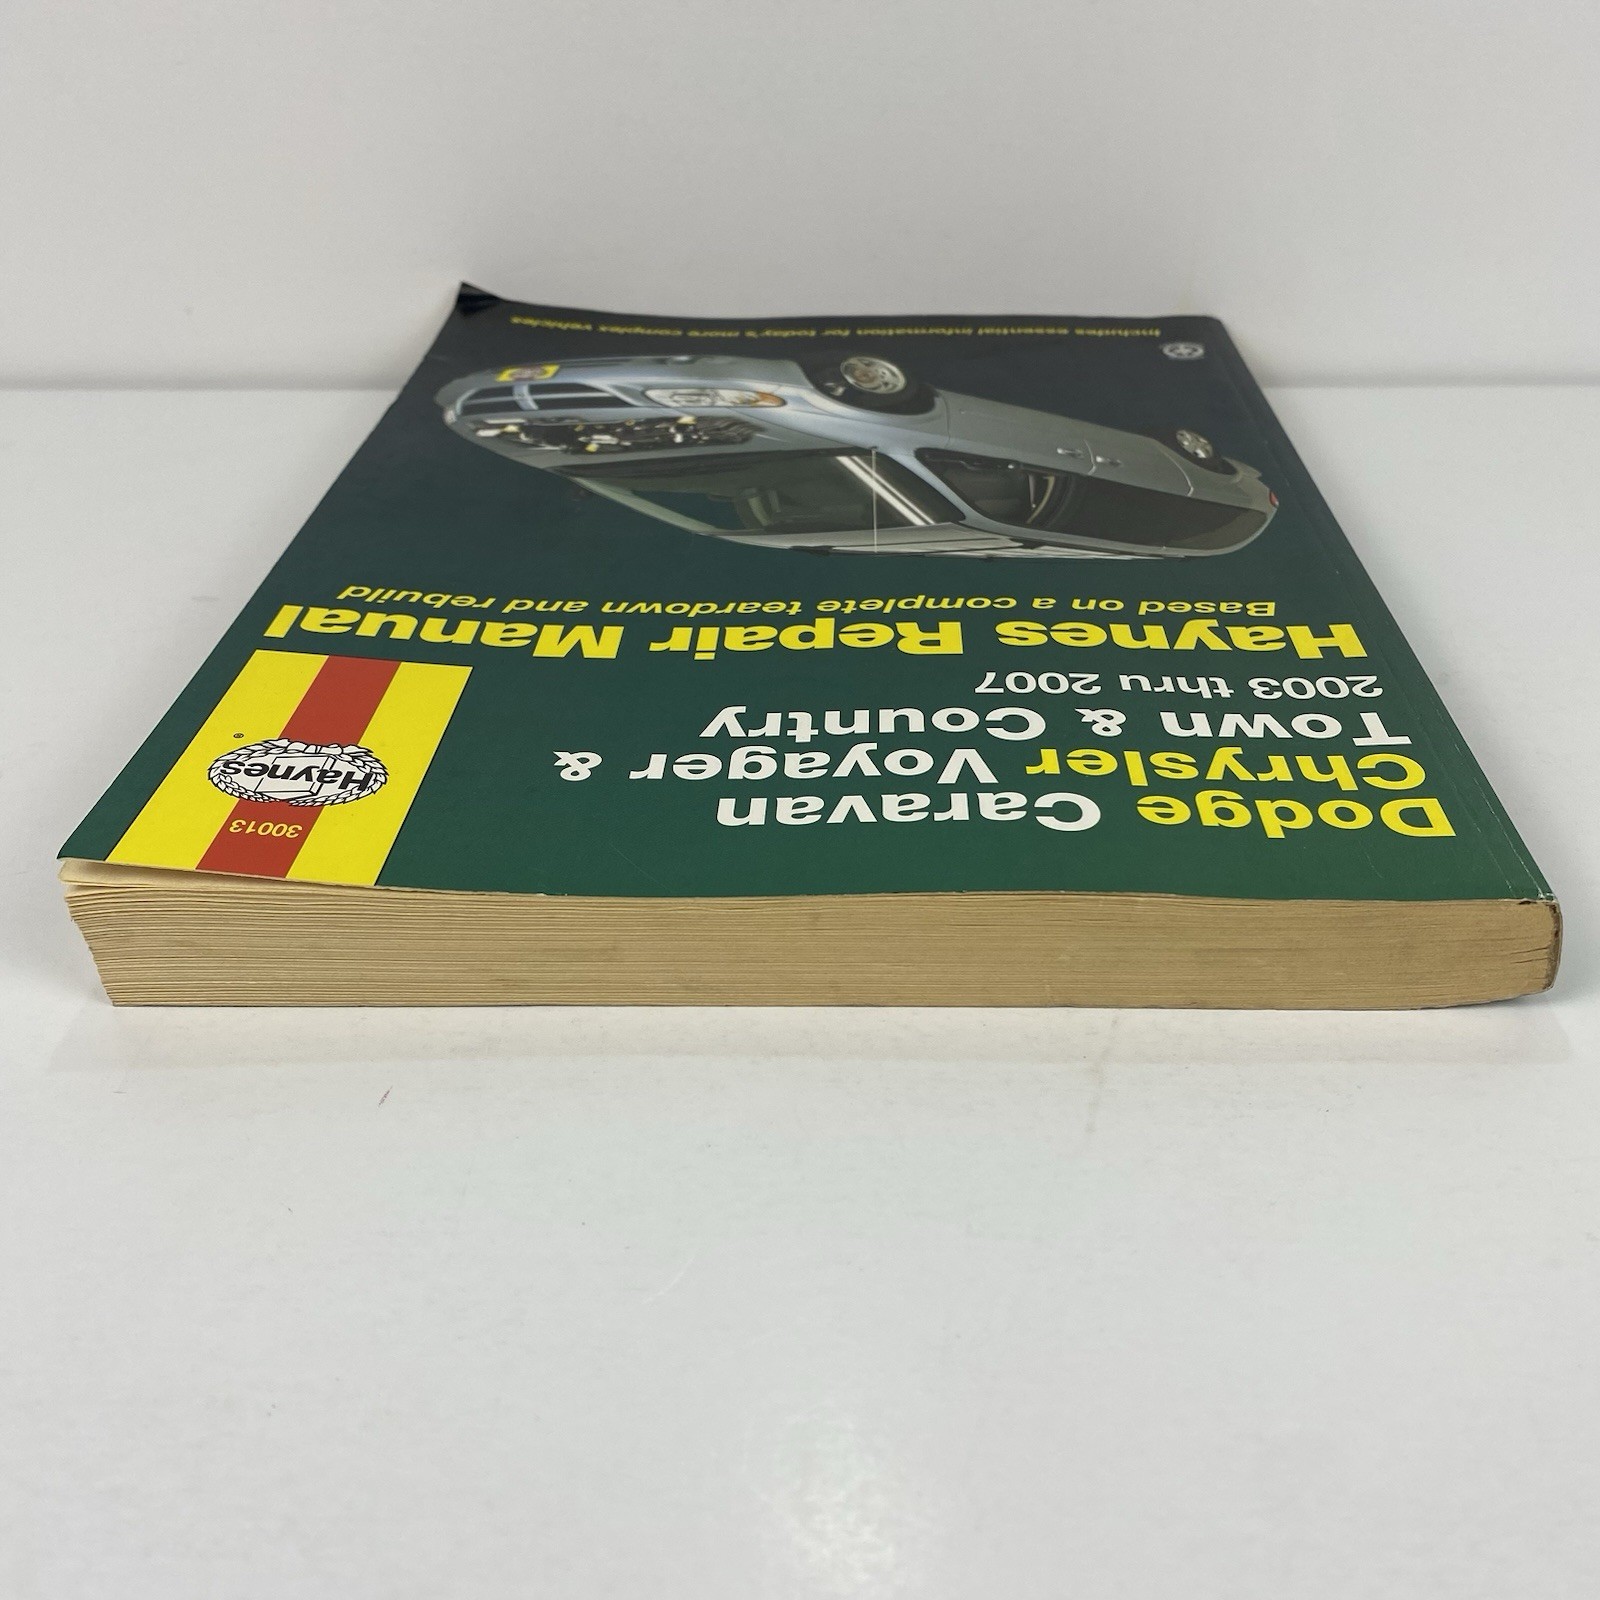 30013
Haynes
®
Dodge Caravan
Chrysler Voyager &
Town & Country
2003 thru 2007
Haynes Repair Manual
Based on a complete teardown and rebuild
Includes essential information for today's more complex vehicles